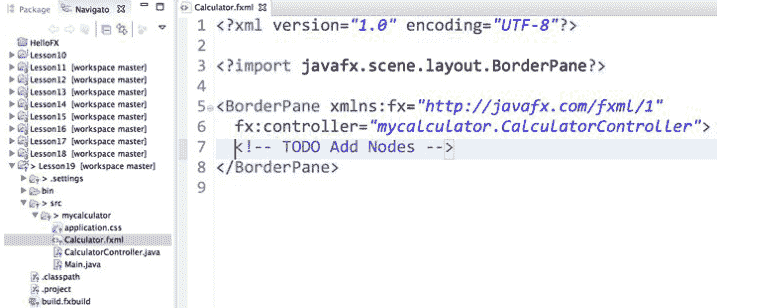 Package
Navigato
HelloFX
Lesson10
Lesson11 [workspace master]
Lesson12 [workspace master]
Lesson13 [workspace master]
Lesson14 [workspace master]
Lesson15 [workspace master]
Lesson16 [workspace master]
Lesson17 [workspace master]
Lesson18 [workspace master]
> Lesson19 [workspace master]
> .settings
bin
> src
> mycalculator
application.css
Calculator.fxml
CalculatorController.java
Main.java
.classpath
.project
build.fxbuild
Calculator.fxml
1 <?xml version="1.0" encoding="UTF-8"?>
2
3 <?import javafx.scene.layout.BorderPane?>
4
5 <BorderPane xmlns:fx="http://javafx.com/fxml/1"
6 fx:controller="mycalculator.CalculatorController">
7 <!-- TODO Add Nodes -->
8 </BorderPane>
9